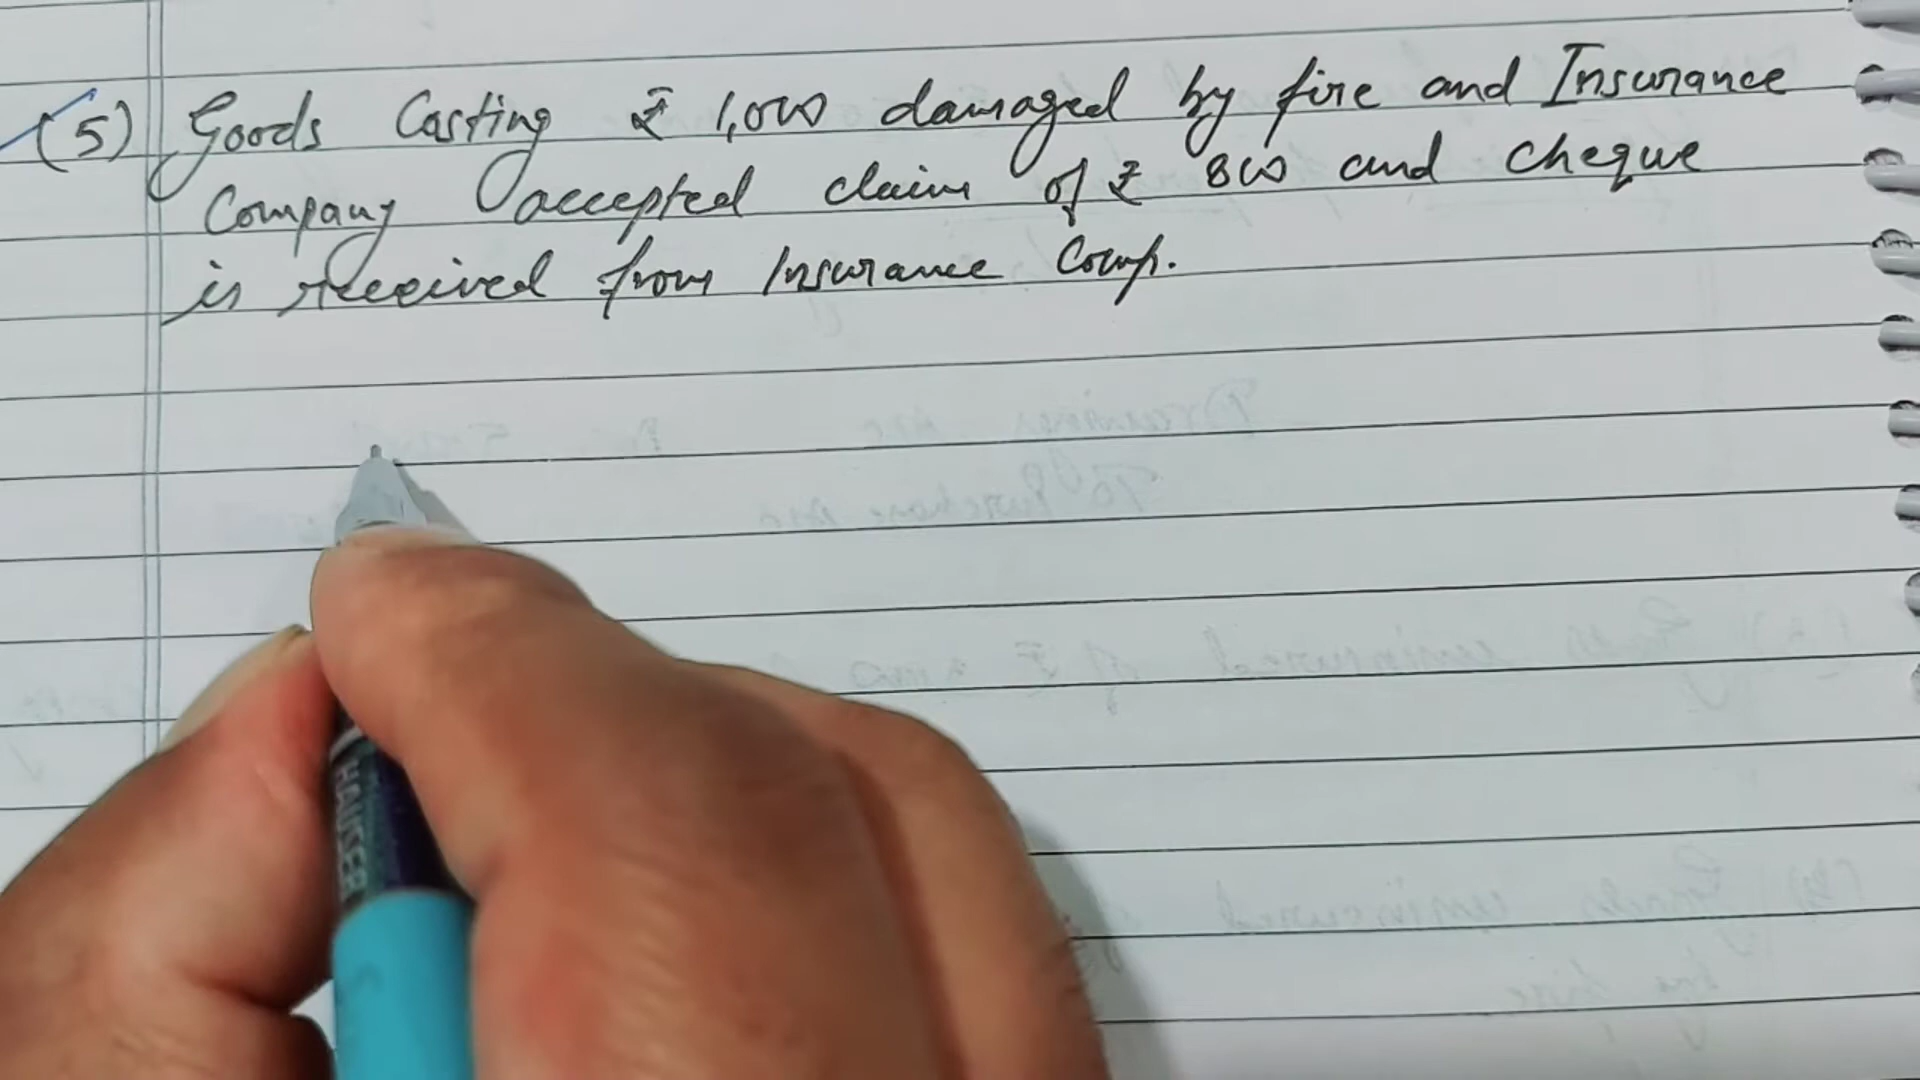 (5) Goods Costing ₹ 1,000 damaged by fire and Insurance
Company accepted claim of ₹ 800 and cheque
is received from Insurance Comp.
HAUSER